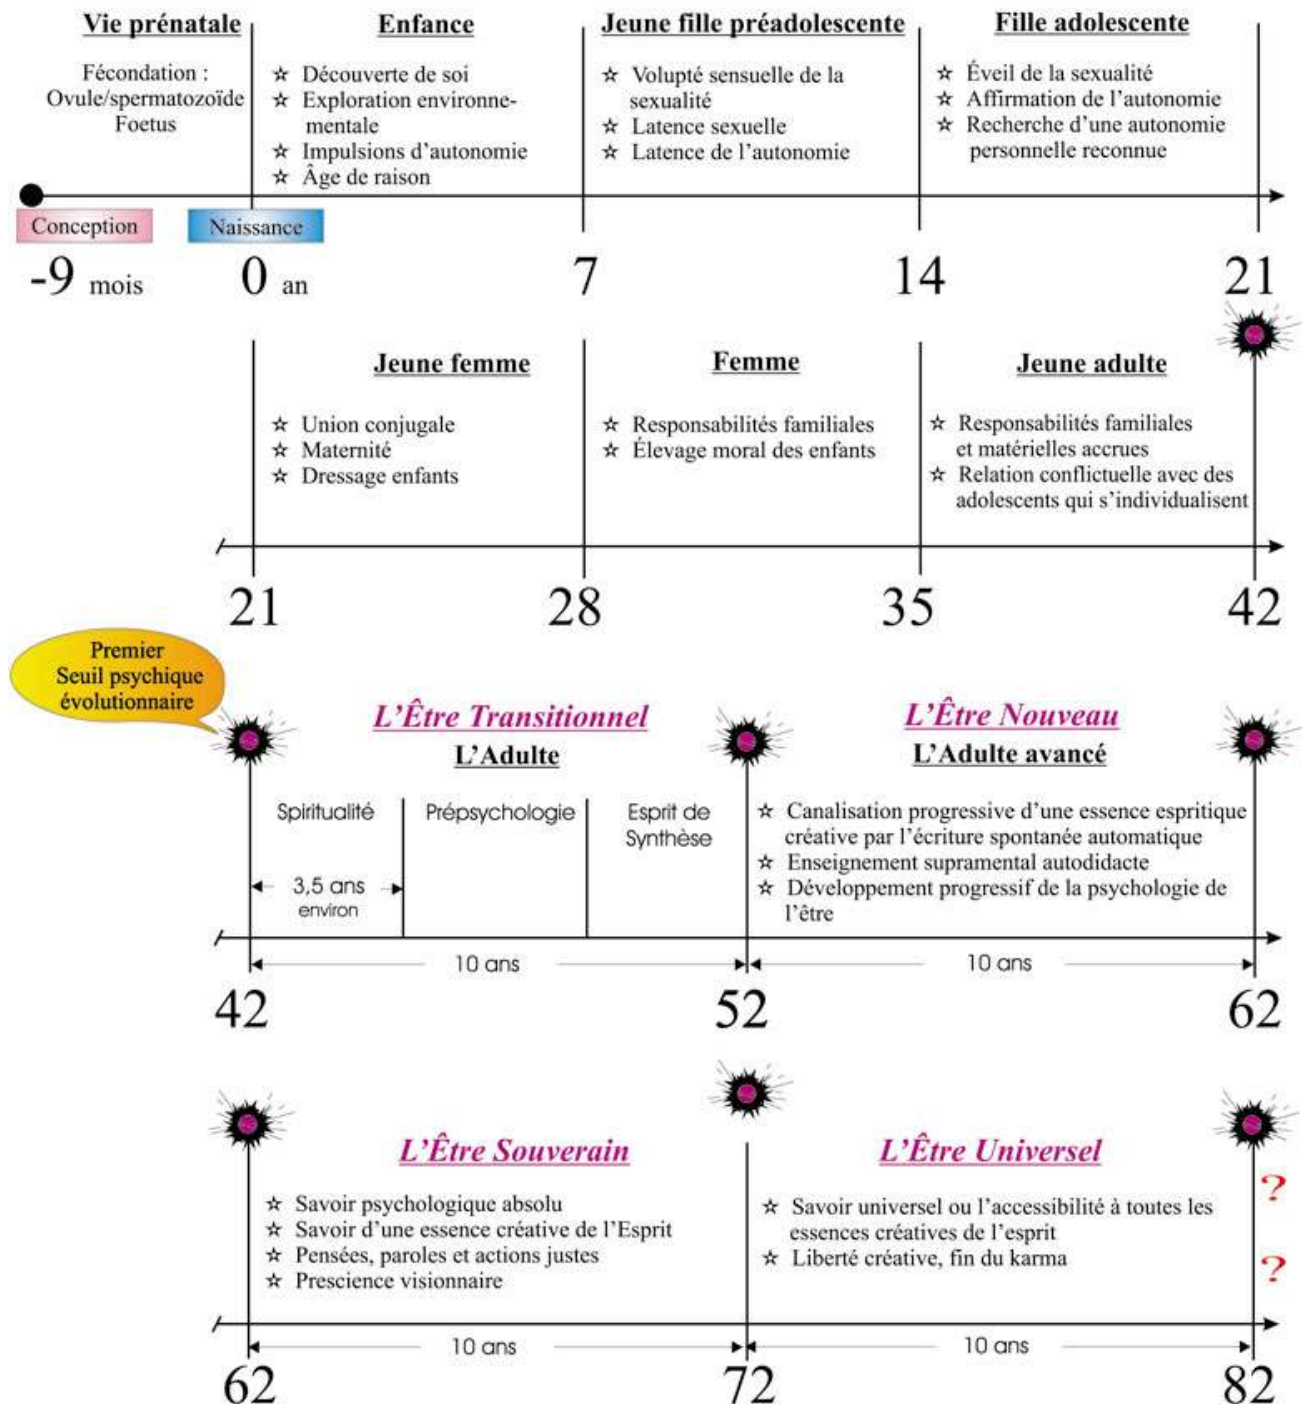 Vie prénatale
Fécondation :
Ovule/spermatozoïde
Foetus
Enfance
☆ Découverte de soi
☆ Exploration environne-
mentale
☆ Impulsions d'autonomie
☆ Âge de raison
Jeune fille préadolescente
☆ Volupté sensuelle de la
sexualité
☆ Latence sexuelle
☆ Latence de l'autonomie
Fille adolescente
☆ Éveil de la sexualité
☆ Affirmation de l'autonomie
☆ Recherche d'une autonomie
personnelle reconnue
Conception
Naissance
-9 mois
0 an
7
14
21
Jeune femme
☆ Union conjugale
☆ Maternité
☆ Dressage enfants
Femme
☆ Responsabilités familiales
☆ Élevage moral des enfants
Jeune adulte
☆ Responsabilités familiales
et matérielles accrues
☆ Relation conflictuelle avec des
adolescents qui s'individualisent
21
28
35
42
Premier
Seuil psychique
évolutionnaire
L'Être Transitionnel
L'Adulte
Spiritualité
Prépsychologie
Esprit de
Synthèse
3,5 ans
environ
L'Être Nouveau
L'Adulte avancé
☆ Canalisation progressive d'une essence espritique
créative par l'écriture spontanée automatique
☆ Enseignement supramental autodidacte
☆ Développement progressif de la psychologie de
l'être
10 ans
10 ans
42
52
62
L'Être Souverain
☆ Savoir psychologique absolu
☆ Savoir d'une essence créative de l'Esprit
☆ Pensées, paroles et actions justes
☆ Prescience visionnaire
L'Être Universel
☆ Savoir universel ou l'accessibilité à toutes les
essences créatives de l'esprit
☆ Liberté créative, fin du karma
?
?
10 ans
10 ans
62
72
82